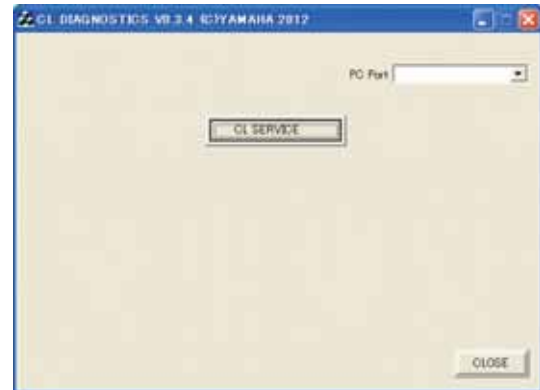 CL DIAGNOSTICS V0.3.4 (C)YAMAHA 2012
PC Port
CL SERVICE
CLOSE